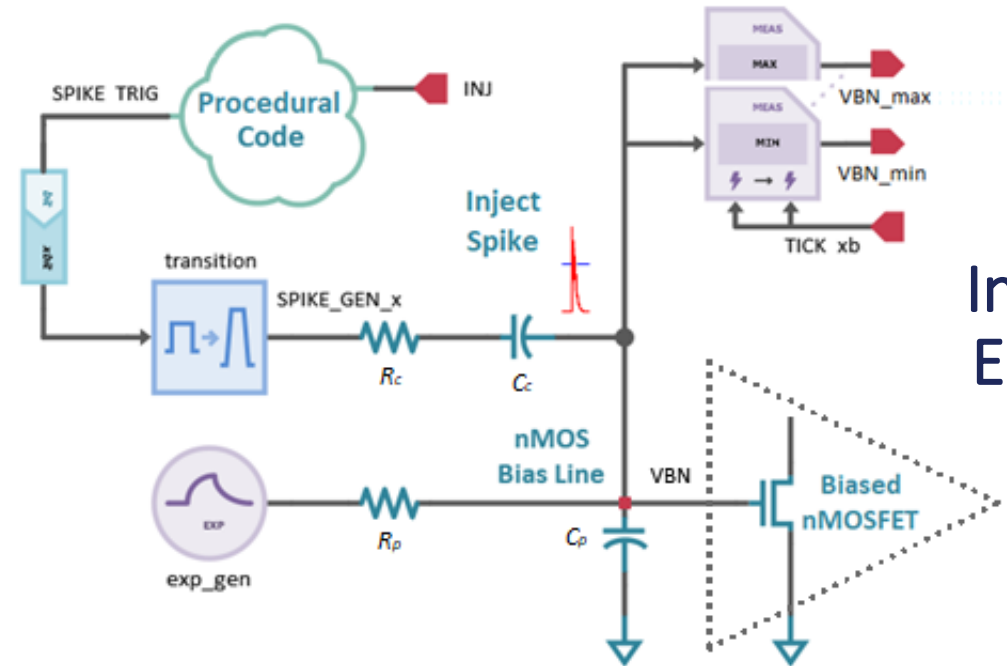 MEAS
MAX
VBN_max
MEAS
MIN
VBN_min
TICK xb
SPIKE TRIG
Procedural
Code
INJ
Inject
Spike
transition
SPIKE_GEN_x
Rc
Cc
In
E
nMOS
Bias Line
VBN
Biased
nMOSFET
EXP
exp_gen
Rp
Cp